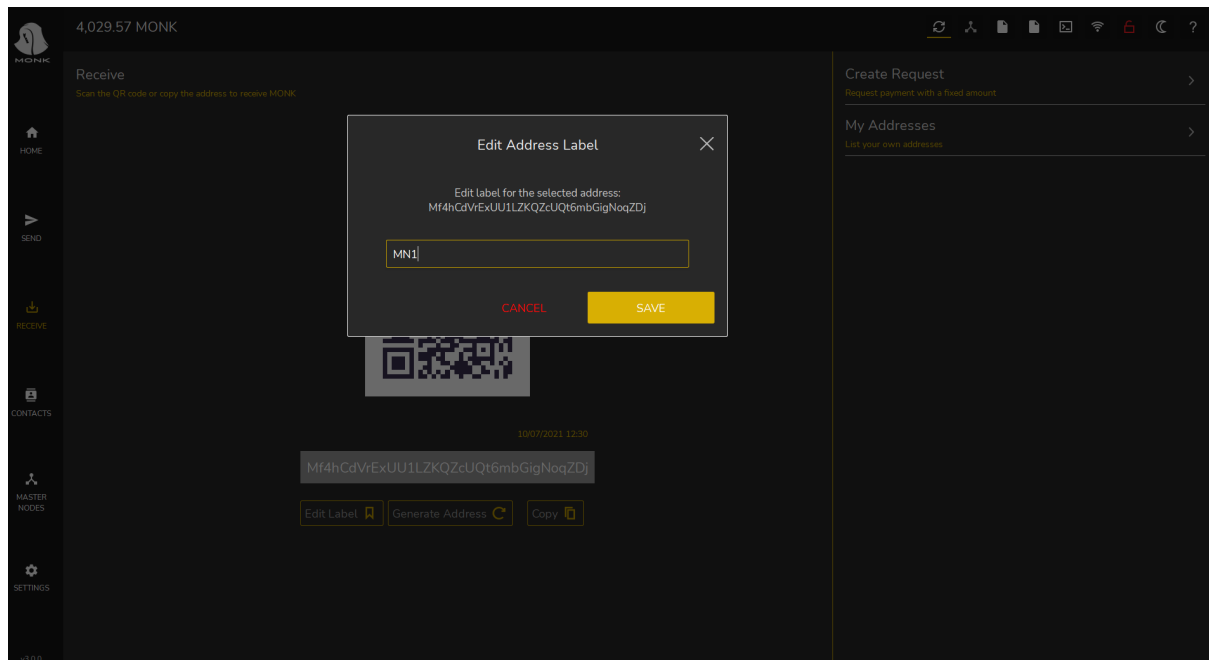 4,029.57 MONK
?
MONK
Receive
Scan the QR code or copy the address to receive MONK
Create Request
Request payment with a fixed amount
My Addresses
List your own addresses
HOME
SEND
RECEIVE
CONTACTS
MASTER
NODES
SETTINGS
v3.0.0
Edit Address Label
Edit label for the selected address:
Mf4hCdVrExUU1LZKQZcUQt6mbGigNoqZDj
MN1
CANCEL
SAVE
10/07/2021 12:30
Mf4hCdVrExUU1LZKQZcUQt6mbGigNoqZDj
Edit Label
Generate Address
Copy